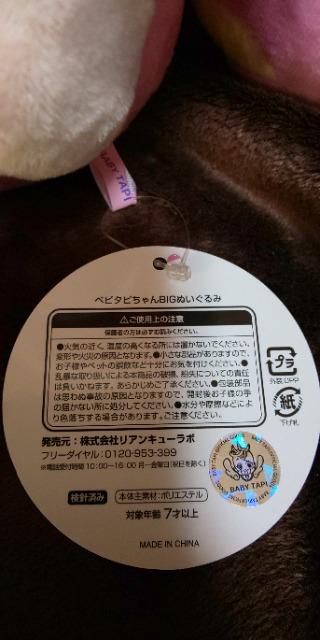 BABY TAPI
ベビタピちゃんBIGぬいぐるみ
⚠ご使用上の注意
保護者の方は必ずお読みください。
●火気の近く、温度の高くなる所には置かないでください。
変形や火災の原因となります。●小さな部品がありますので、
お子様やペットの誤飲など十分にお気を付けください。●
乱暴な取り扱いによる本商品の破損、紛失についての責任
は負いかねます。あらかじめご了承ください。●包装部品
は思わぬ事故の原因となりますので、開封後お子様の手
の届かない所に処分してください。●水分や摩擦などによ
り色落ちする場合があります。ご注意ください。
プラ
外袋:OPP
紙
下げ札
発売元:株式会社リアンキューラボ
フリーダイヤル:0120-953-399
※電話受付時間 10:00―16:00 月―金曜日(祝日を除く)
BABY TAPI
検針済み
本体主素材:ポリエステル
対象年齢 7才以上
MADE IN CHINA